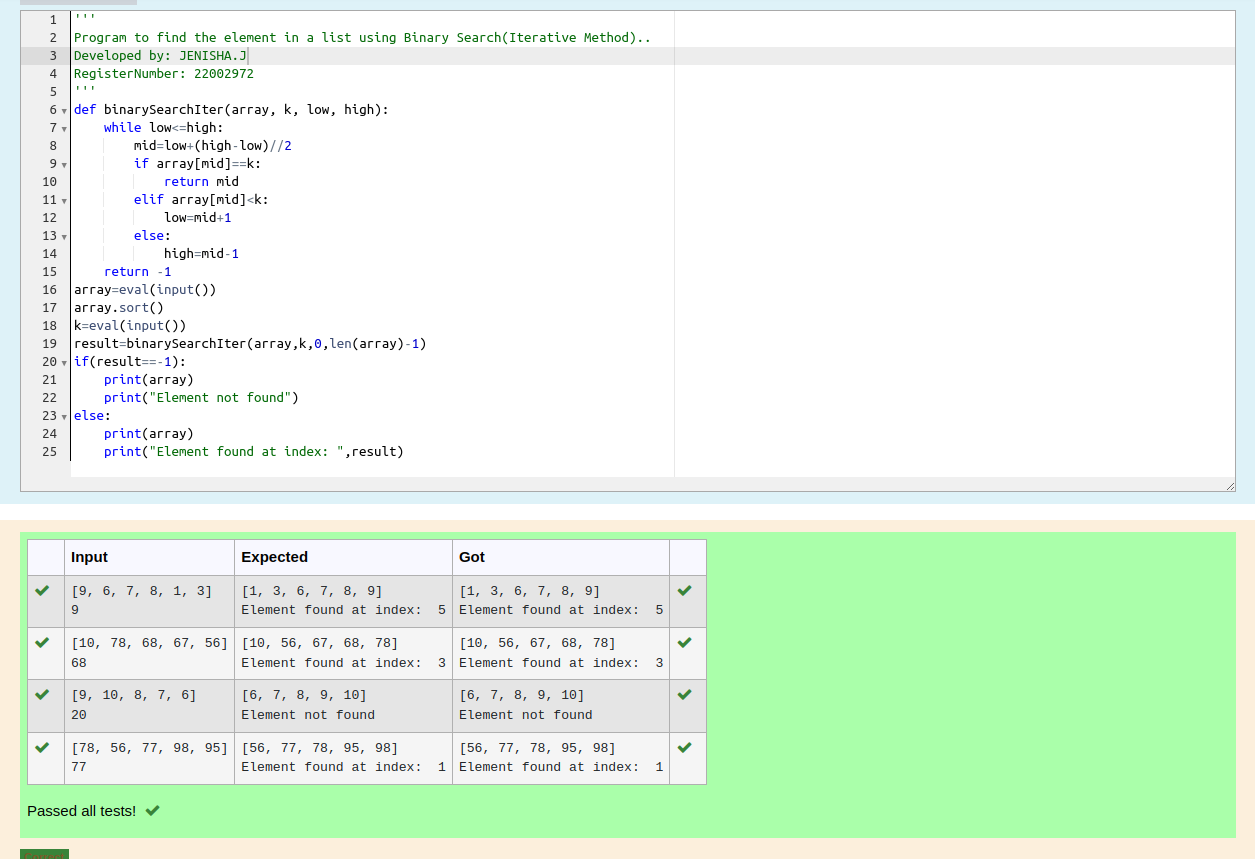 1 '''
2 Program to find the element in a list using Binary Search(Iterative Method)..
3 Developed by: JENISHA.J
4 RegisterNumber: 22002972
5 '''
6 def binarySearchIter(array, k, low, high):
7     while low<=high:
8         mid=low+(high-low)//2
9         if array[mid]==k:
10             return mid
11         elif array[mid]<k:
12             low=mid+1
13         else:
14             high=mid-1
15     return -1
16 array=eval(input())
17 array.sort()
18 k=eval(input())
19 result=binarySearchIter(array,k,0,len(array)-1)
20 if(result==-1):
21     print(array)
22     print("Element not found")
23 else:
24     print(array)
25     print("Element found at index: ",result)
Input Expected Got
[9, 6, 7, 8, 1, 3] [1, 3, 6, 7, 8, 9] [1, 3, 6, 7, 8, 9]
9 Element found at index:  5 Element found at index:  5
[10, 78, 68, 67, 56] [10, 56, 67, 68, 78] [10, 56, 67, 68, 78]
68 Element found at index:  3 Element found at index:  3
[9, 10, 8, 7, 6] [6, 7, 8, 9, 10] [6, 7, 8, 9, 10]
20 Element not found Element not found
[78, 56, 77, 98, 95] [56, 77, 78, 95, 98] [56, 77, 78, 95, 98]
77 Element found at index:  1 Element found at index:  1
Passed all tests!